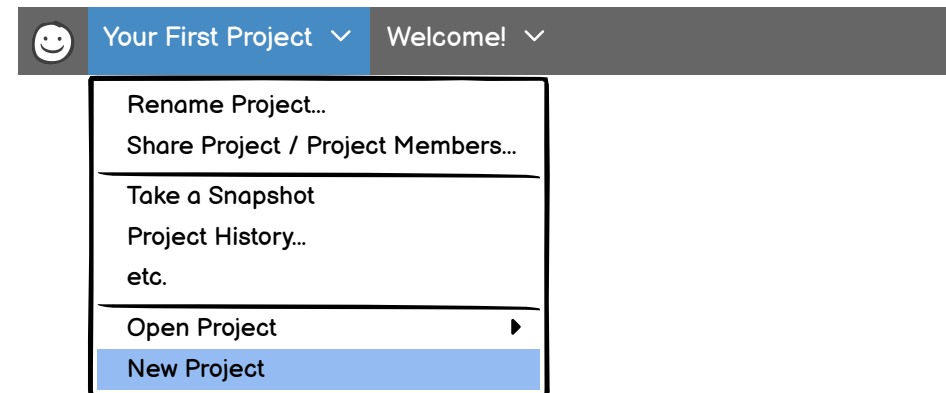 Your First Project Welcome!
Rename Project...
Share Project / Project Members...
Take a Snapshot
Project History...
etc.
Open Project
New Project